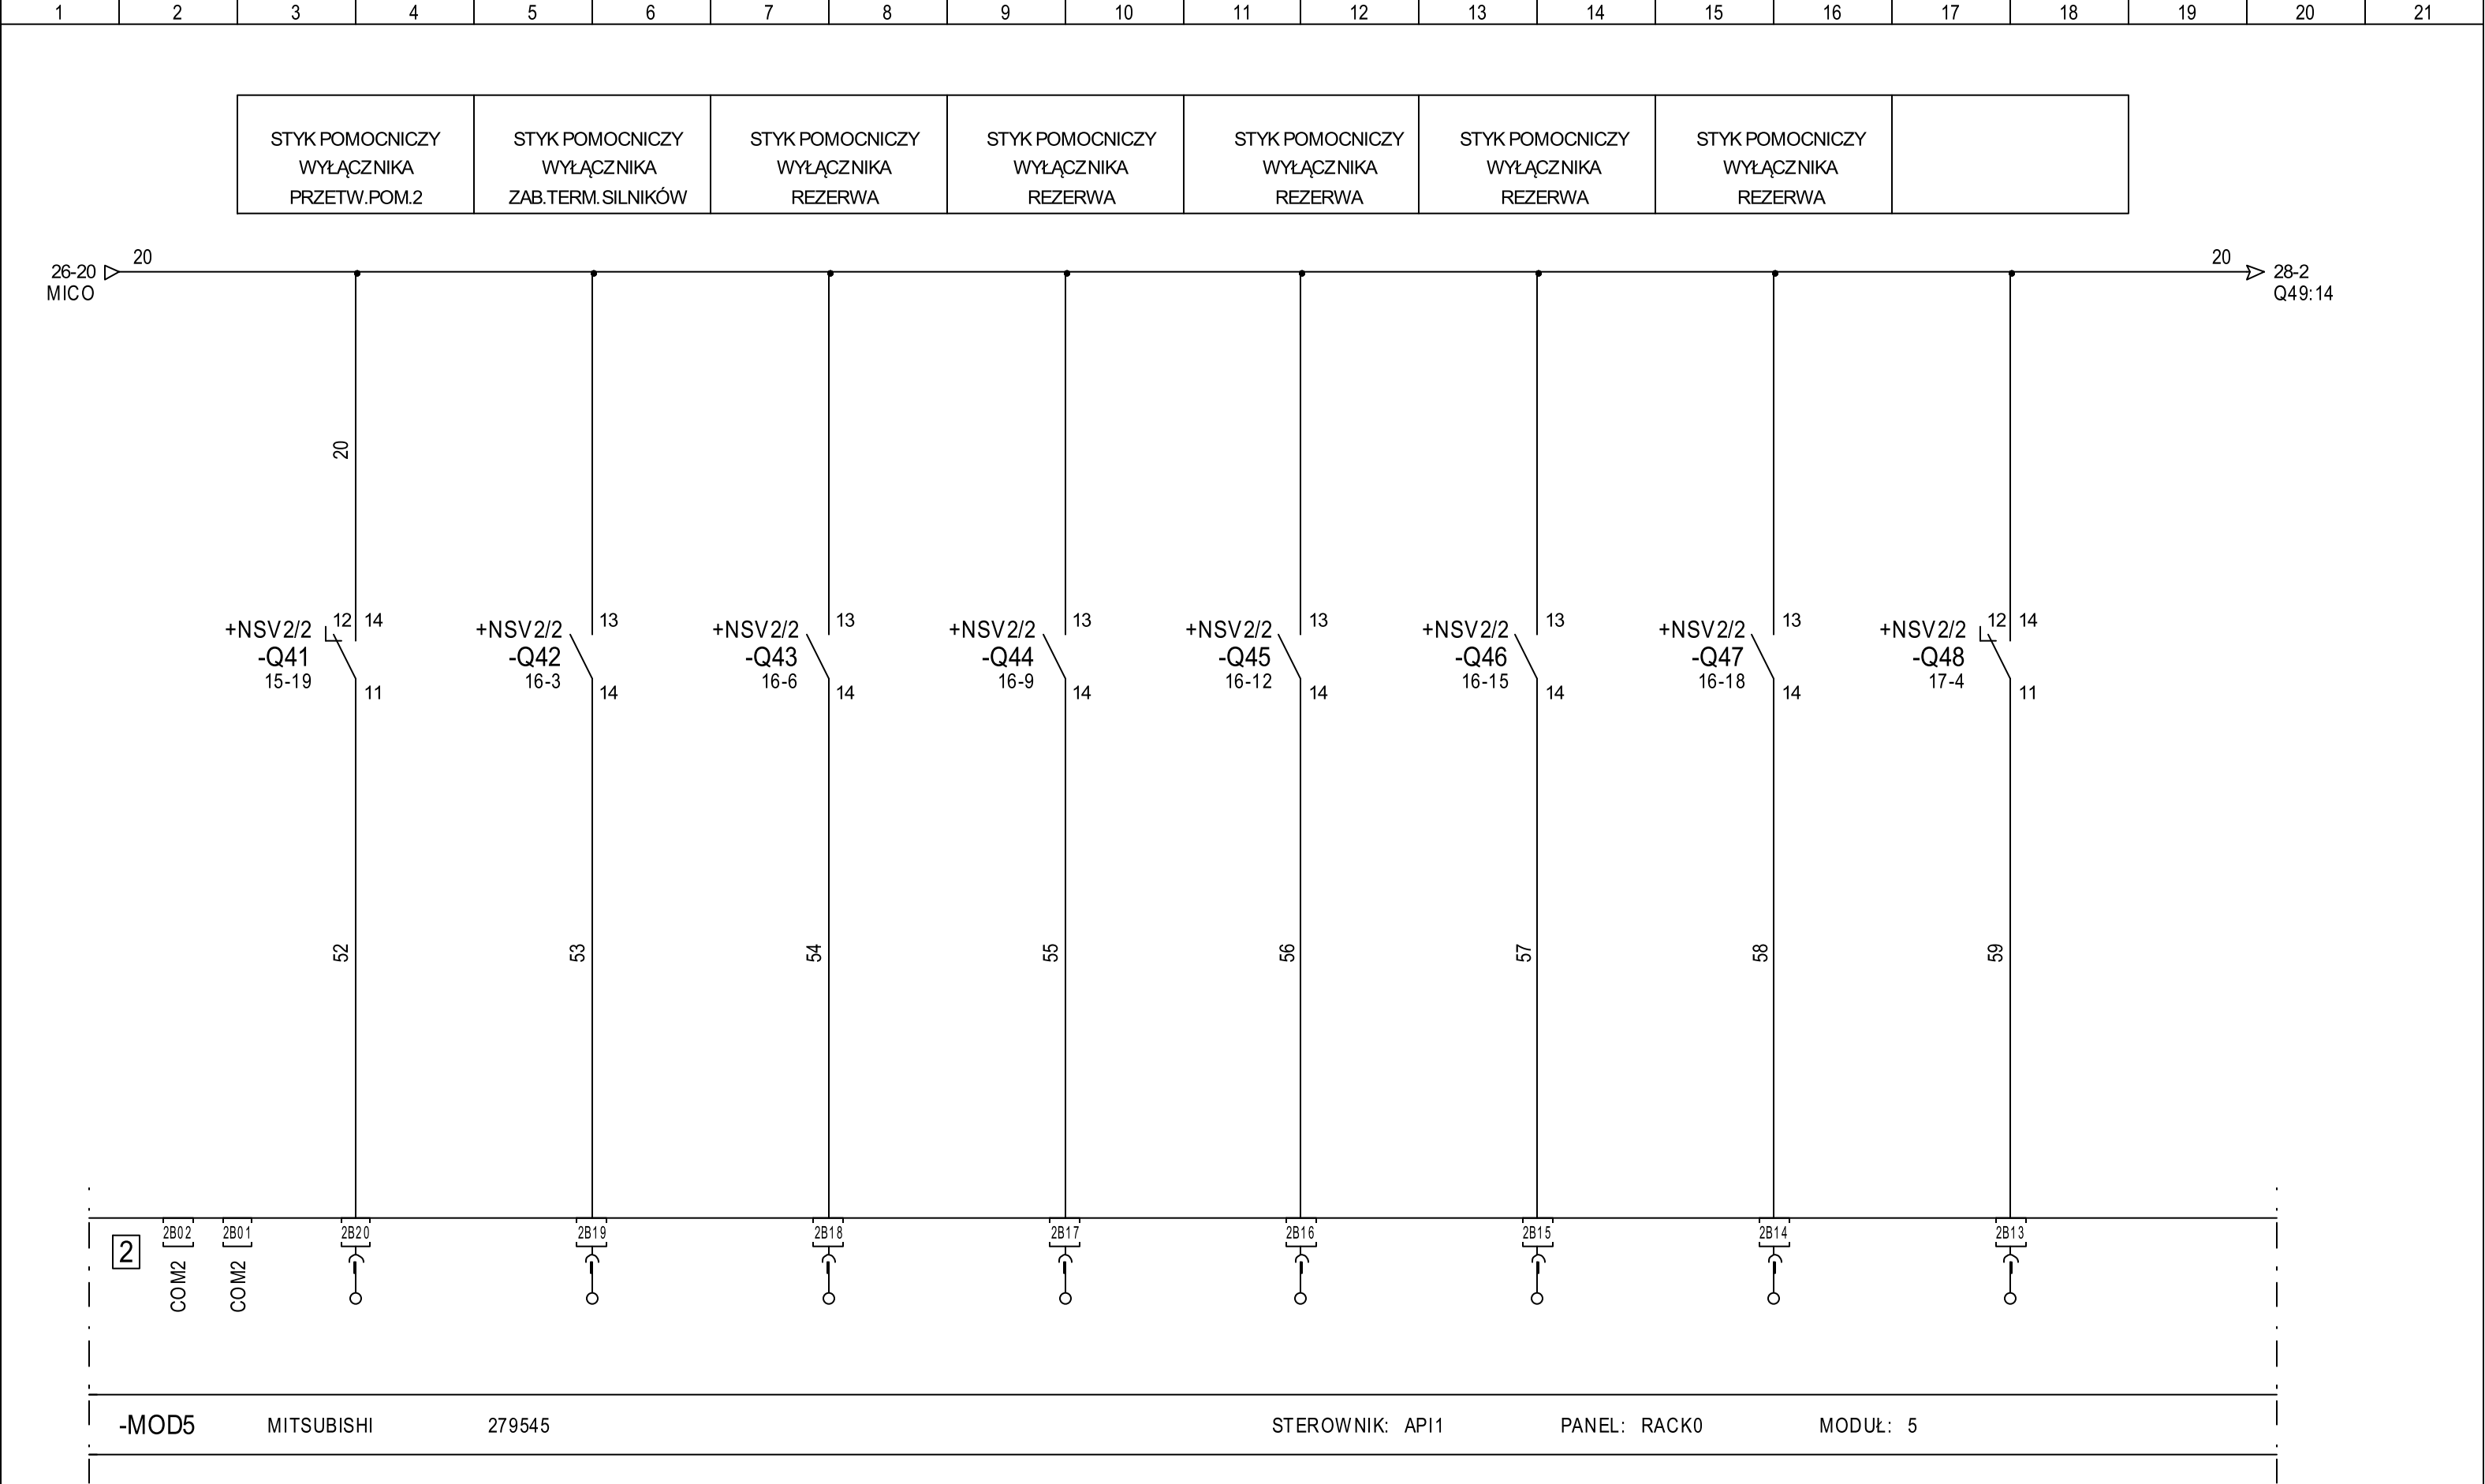 1 2 3 4 5 6 7 8 9 10 11 12 13 14 15 16 17 18 19 20 21
STYK POMOCNICZY
WYŁĄCZNIKA
PRZETW.POM.2
STYK POMOCNICZY
WYŁĄCZNIKA
ZAB.TERM.SILNIKÓW
STYK POMOCNICZY
WYŁĄCZNIKA
REZERWA
STYK POMOCNICZY
WYŁĄCZNIKA
REZERWA
STYK POMOCNICZY
WYŁĄCZNIKA
REZERWA
STYK POMOCNICZY
WYŁĄCZNIKA
REZERWA
STYK POMOCNICZY
WYŁĄCZNIKA
REZERWA
26-20
MICO
20
20
28-2
Q49:14
20
+NSV2/2
-Q41
15-19
12 14
11
+NSV2/2
-Q42
16-3
13
14
+NSV2/2
-Q43
16-6
13
14
+NSV2/2
-Q44
16-9
13
14
+NSV2/2
-Q45
16-12
13
14
+NSV2/2
-Q46
16-15
13
14
+NSV2/2
-Q47
16-18
13
14
+NSV2/2
-Q48
17-4
12 14
11
52 53 54 55 56 57 58 59
2
2B02 2B01 2B20 2B19 2B18 2B17 2B16 2B15 2B14 2B13
COM2 COM2
-MOD5 MITSUBISHI 279545 STEROWNIK: API1 PANEL: RACK0 MODUŁ: 5